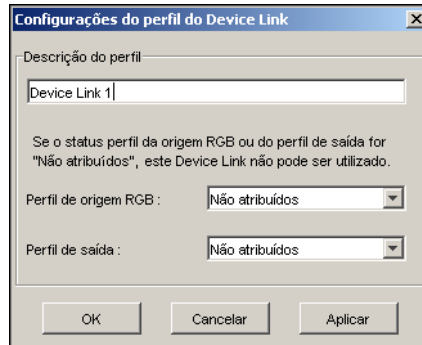 Configurações do perfil do Device Link
Descrição do perfil
Device Link 1
Se o status perfil da origem RGB ou do perfil de saída for
"Não atribuídos", este Device Link não pode ser utilizado.
Perfil de origem RGB : Não atribuídos
Perfil de saída : Não atribuídos
OK Cancelar Aplicar